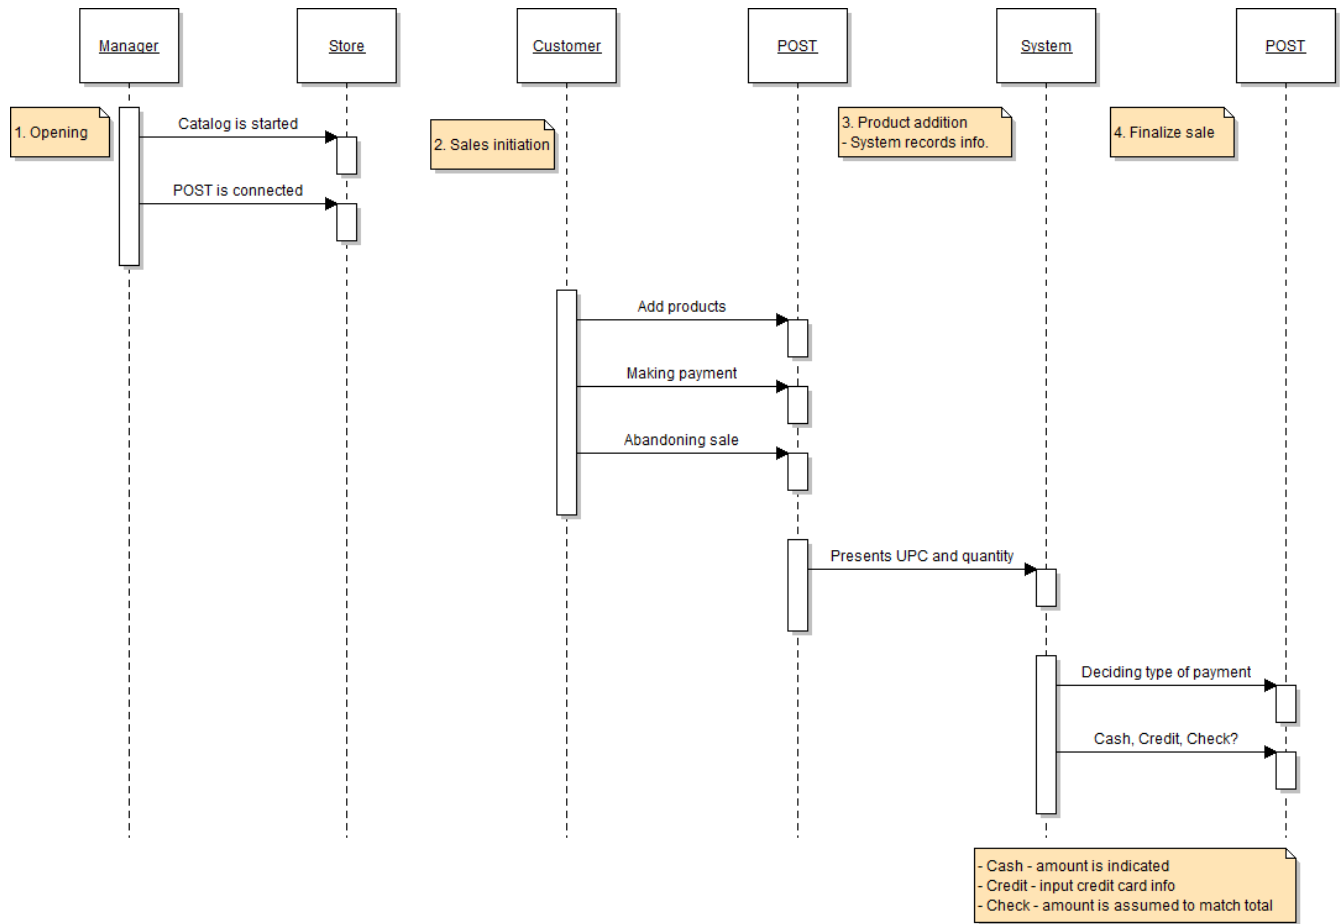 Manager
Store
Customer
POST
System
POST
1. Opening
Catalog is started
POST is connected
2. Sales initiation
3. Product addition
- System records info.
4. Finalize sale
Add products
Making payment
Abandoning sale
Presents UPC and quantity
Deciding type of payment
Cash, Credit, Check?
- Cash - amount is indicated
- Credit - input credit card info
- Check - amount is assumed to match total